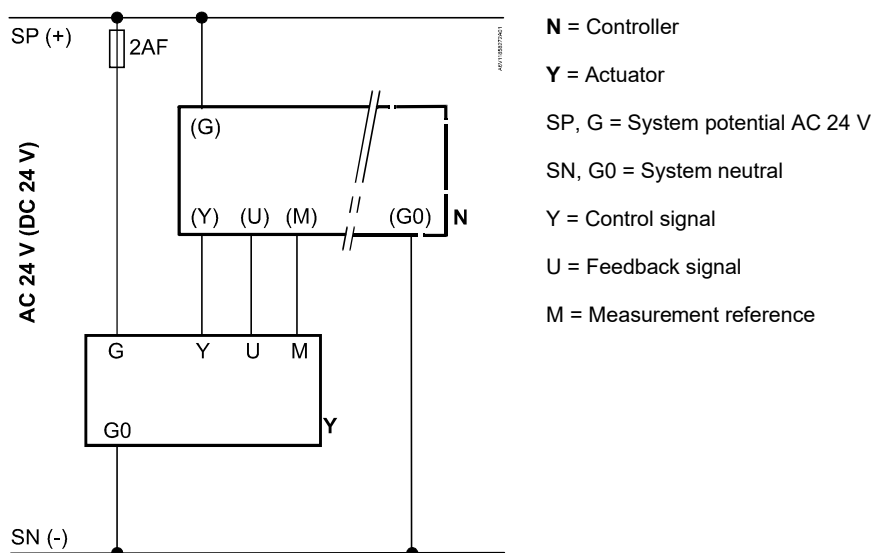 SP (+)
2AF
(G)
(Y) (U) (M) (G0) N
AC 24 V (DC 24 V)
G Y U M
G0
Y
SN (-)
N = Controller
Y = Actuator
SP, G = System potential AC 24 V
SN, G0 = System neutral
Y = Control signal
U = Feedback signal
M = Measurement reference